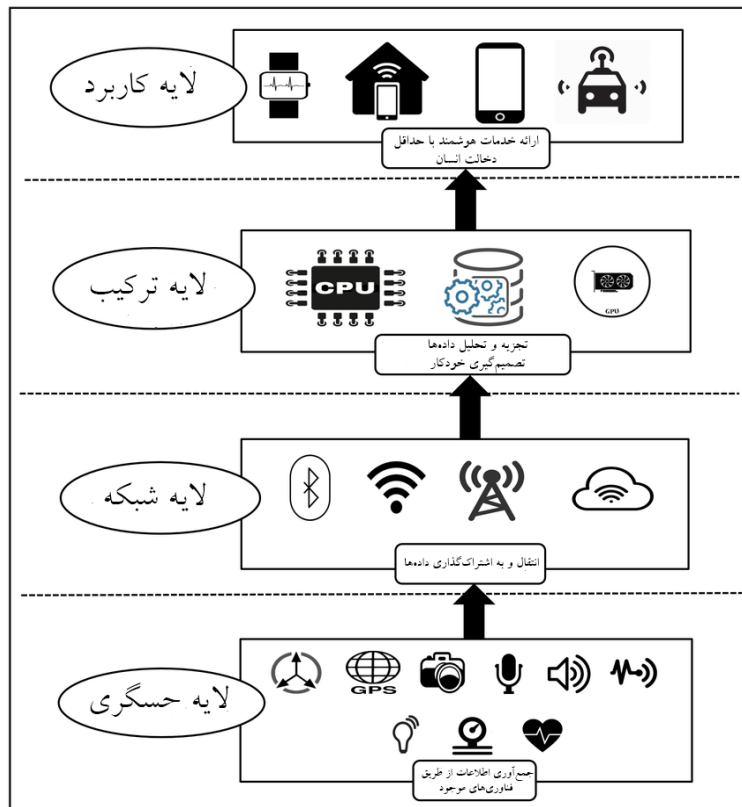 لایه کاربرد
ارائه خدمات هوشمند با حداقل
دخالت انسان
لایه ترکیب
CPU
GPU
تجزیه و تحلیل داده‌ها
تصمیم‌گیری خودکار
لایه شبکه
انتقال و به اشتراک‌گذاری داده‌ها
لایه حسگری
GPS
جمع‌آوری اطلاعات از طریق
فناوری‌های موجود